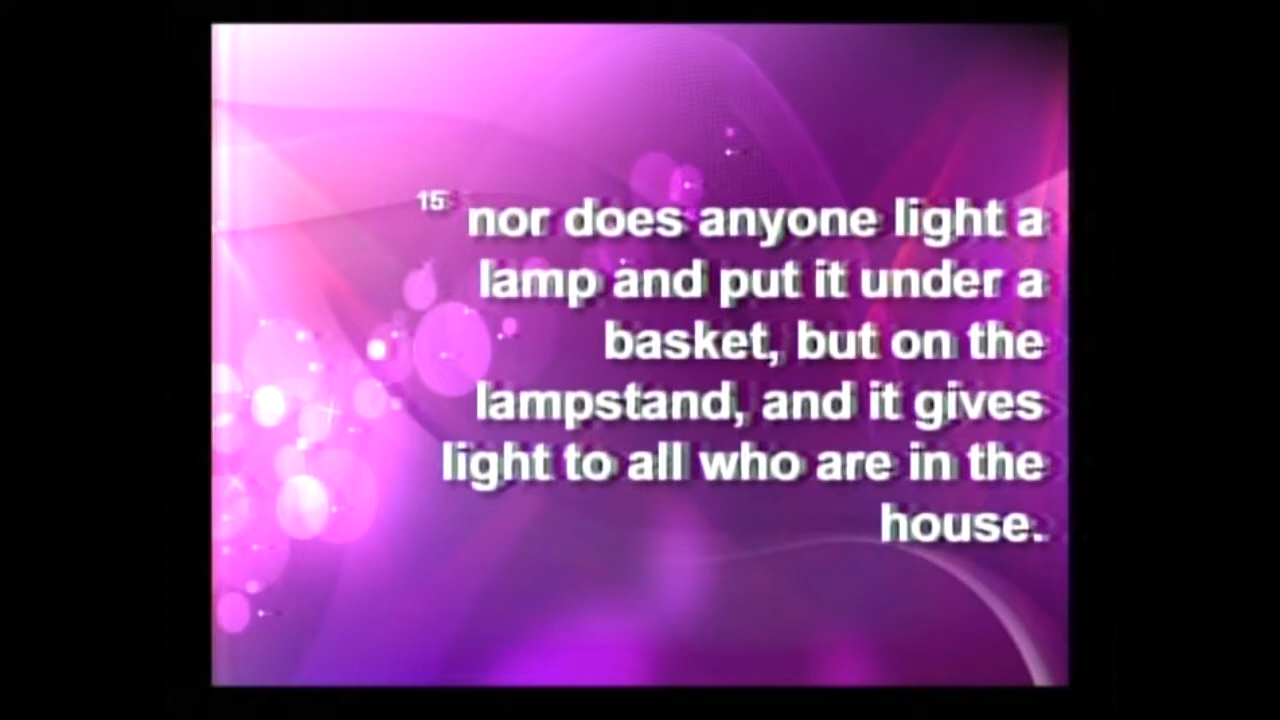 15 nor does anyone light a
lamp and put it under a
basket, but on the
lampstand, and it gives
light to all who are in the
house.